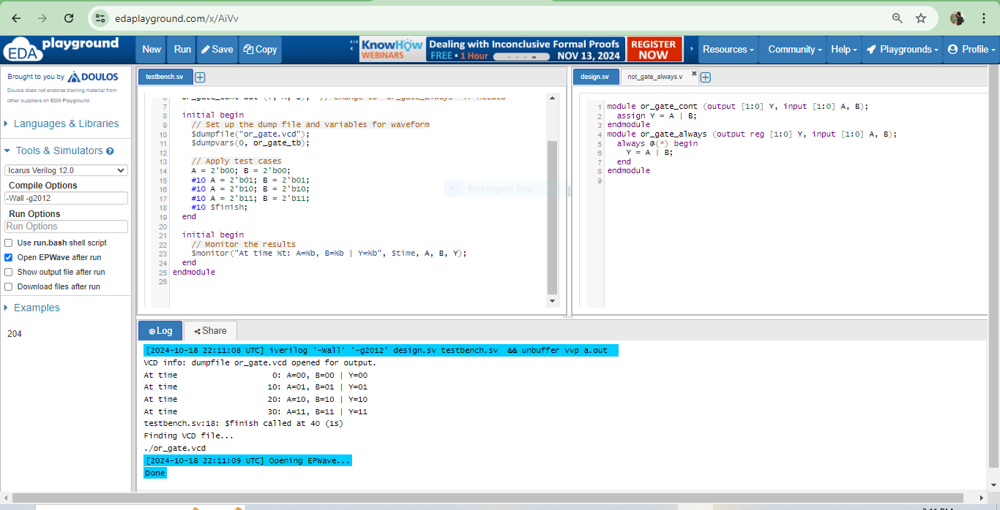 edaplayground.com/x/AiVv
EDA playground
New
Run
Save
Copy
4/4
KnowHow
WEBINARS
Dealing with Inconclusive Formal Proofs
FREE • 1 Hour
NOV 13, 2024
REGISTER
NOW
Resources
Community
Help
Playgrounds
Profile
Brought to you by DOULOS
Doulos does not endorse training material from
other suppliers on EDA Playground.
Languages & Libraries
Tools & Simulators
Icarus Verilog 12.0
Compile Options
-Wall -g2012
Run Options
Run Options
Use run.bash shell script
Open EPWave after run
Show output file after run
Download files after run
Examples
204
testbench.sv
6 or_gate_cont uut (Y, A, B); // Change to 'or_gate_always' if needed
7
8 initial begin
9 // Set up the dump file and variables for waveform
10 $dumpfile("or_gate.vcd");
11 $dumpvars(0, or_gate_tb);
12
13 // Apply test cases
14 A = 2'b00; B = 2'b00;
15 #10 A = 2'b01; B = 2'b01;
16 #10 A = 2'b10; B = 2'b10;
17 #10 A = 2'b11; B = 2'b11;
18 #10 $finish;
19 end
20
21 initial begin
22 // Monitor the results
23 $monitor("At time %t: A=%b, B=%b | Y=%b", $time, A, B, Y);
24 end
25 endmodule
26
Rectangular Snip
design.sv
not_gate_always.v
1 module or_gate_cont (output [1:0] Y, input [1:0] A, B);
2 assign Y = A | B;
3 endmodule
4 module or_gate_always (output reg [1:0] Y, input [1:0] A, B);
5 always @(*) begin
6 Y = A | B;
7 end
8 endmodule
9
Log
Share
[2024-10-18 22:11:08 UTC] iverilog '-Wall' '-g2012' design.sv testbench.sv && unbuffer vvp a.out
VCD info: dumpfile or_gate.vcd opened for output.
At time 0: A=00, B=00 | Y=00
At time 10: A=01, B=01 | Y=01
At time 20: A=10, B=10 | Y=10
At time 30: A=11, B=11 | Y=11
testbench.sv:18: $finish called at 40 (1s)
Finding VCD file...
./or_gate.vcd
[2024-10-18 22:11:09 UTC] Opening EPWave...
Done